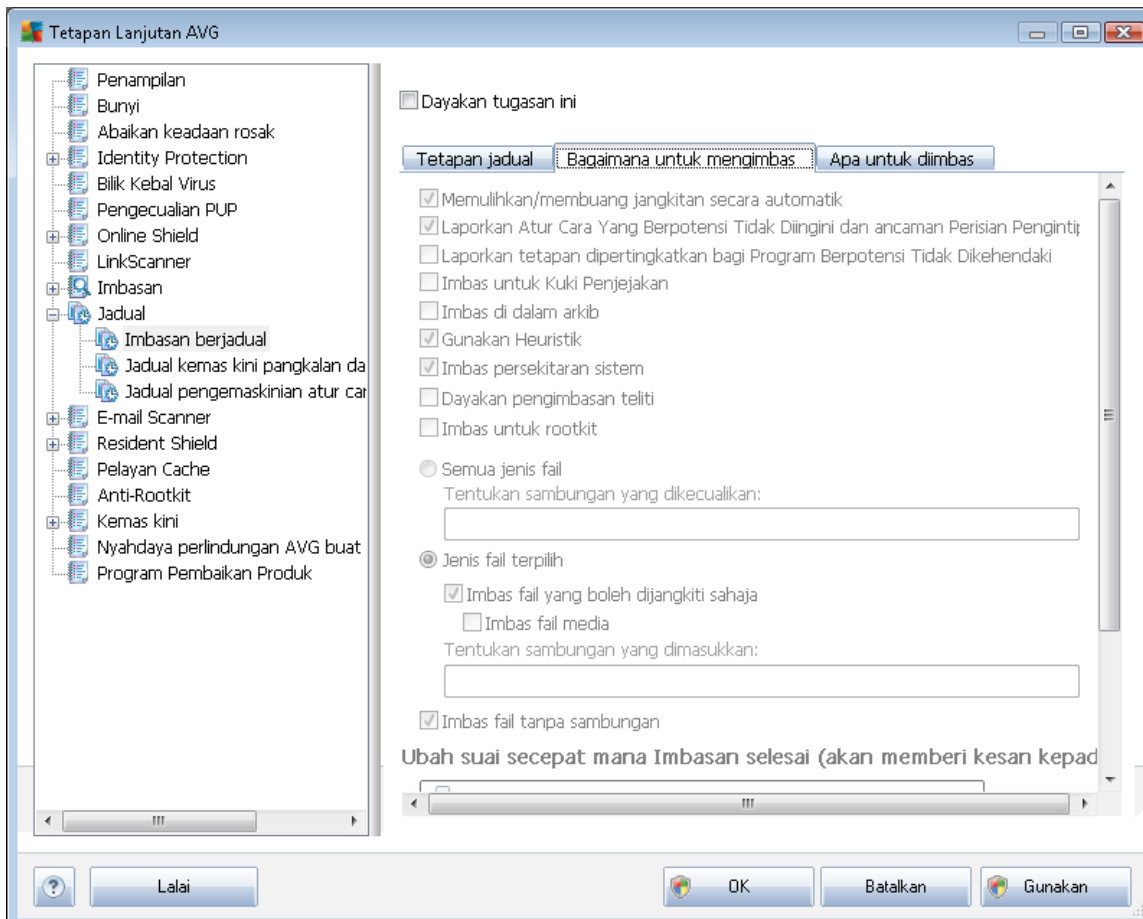 Tetapan Lanjutan AVG
Penampilan
Bunyi
Abaikan keadaan rosak
Identity Protection
Bilik Kebal Virus
Pengecualian PUP
Online Shield
LinkScanner
Imbasan
Jadual
Imbasan berjadual
Jadual kemas kini pangkalan da
Jadual pengemaskinian atur car
E-mail Scanner
Resident Shield
Pelayan Cache
Anti-Rootkit
Kemas kini
Nyahdaya perlindungan AVG buat
Program Pembaikan Produk
Dayakan tugasan ini
Tetapan jadual Bagaimana untuk mengimbas Apa untuk diimbas
Memulihkan/membuang jangkitan secara automatik
Laporkan Atur Cara Yang Berpotensi Tidak Diingini dan ancaman Perisian Pengintip
Laporkan tetapan dipertingkatkan bagi Program Berpotensi Tidak Dikehendaki
Imbas untuk Kuki Penjejakan
Imbas di dalam arkib
Gunakan Heuristik
Imbas persekitaran sistem
Dayakan pengimbasan teliti
Imbas untuk rootkit
Semua jenis fail
Tentukan sambungan yang dikecualikan:
Jenis fail terpilih
Imbas fail yang boleh dijangkiti sahaja
Imbas fail media
Tentukan sambungan yang dimasukkan:
Imbas fail tanpa sambungan
Ubah suai secepat mana Imbasan selesai (akan memberi kesan kepad
? Lalai OK Batalkan Gunakan